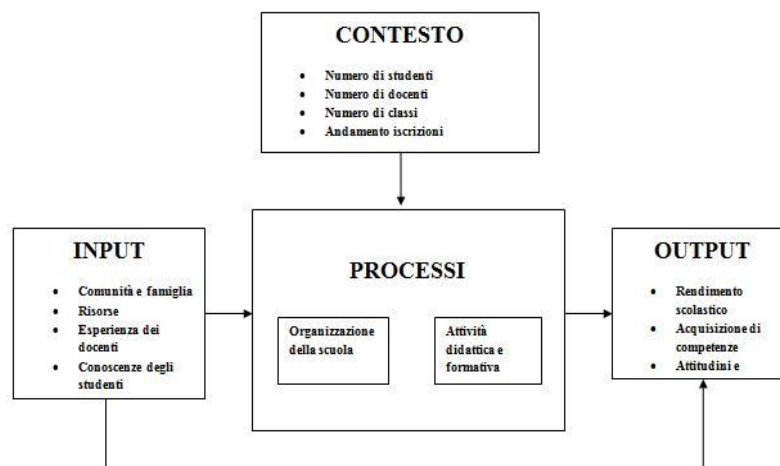 CONTESTO
• Numero di studenti
• Numero di docenti
• Numero di classi
• Andamento iscrizioni
INPUT
• Comunità e famiglia
• Risorse
• Esperienza dei
docenti
• Conoscenze degli
studenti
PROCESSI
Organizzazione
della scuola
Attività
didattica e
formativa
OUTPUT
• Rendimento
scolastico
• Acquisizione di
competenze
• Attitudini e